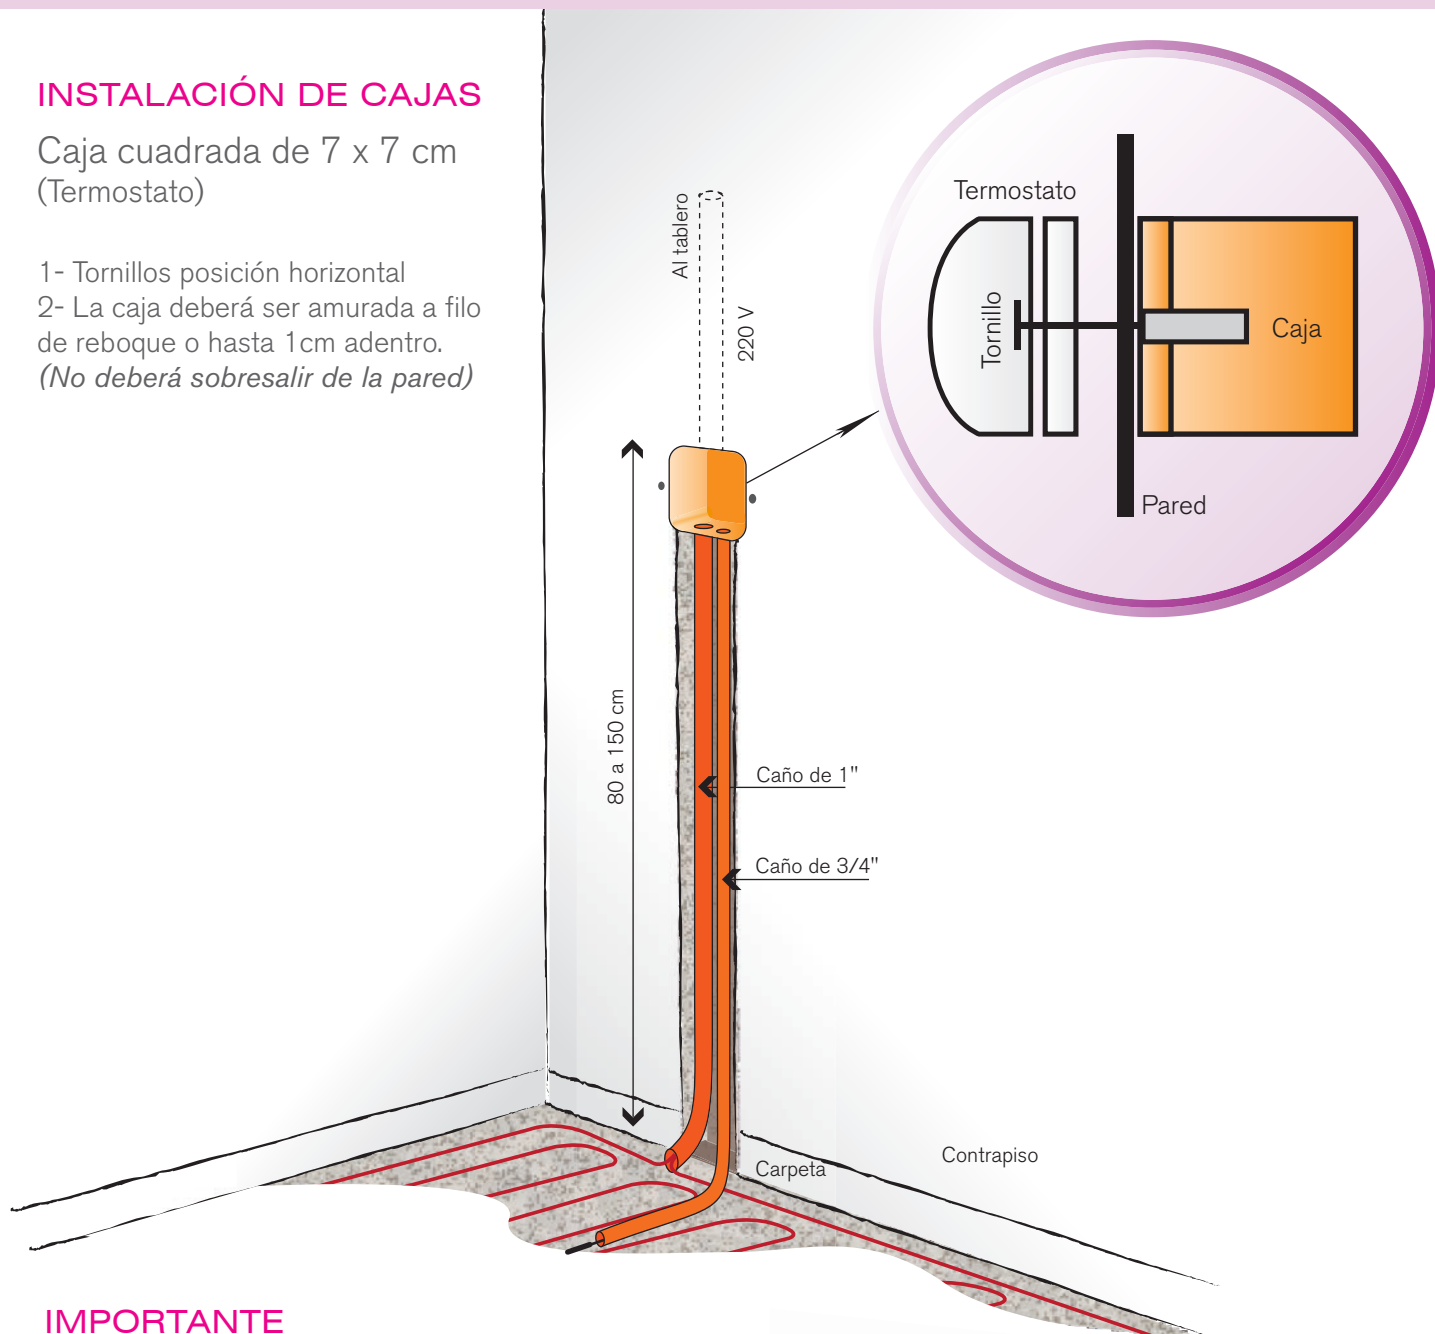 INSTALACIÓN DE CAJAS
Caja cuadrada de 7 x 7 cm
(Termostato)
1- Tornillos posición horizontal
2- La caja deberá ser amurada a filo
de reboque o hasta 1cm adentro.
(No deberá sobresalir de la pared)
Al tablero
220 V
Termostato
Tornillo
Caja
Pared
80 a 150 cm
Caño de 1"
Caño de 3/4"
Carpeta
Contrapiso
IMPORTANTE